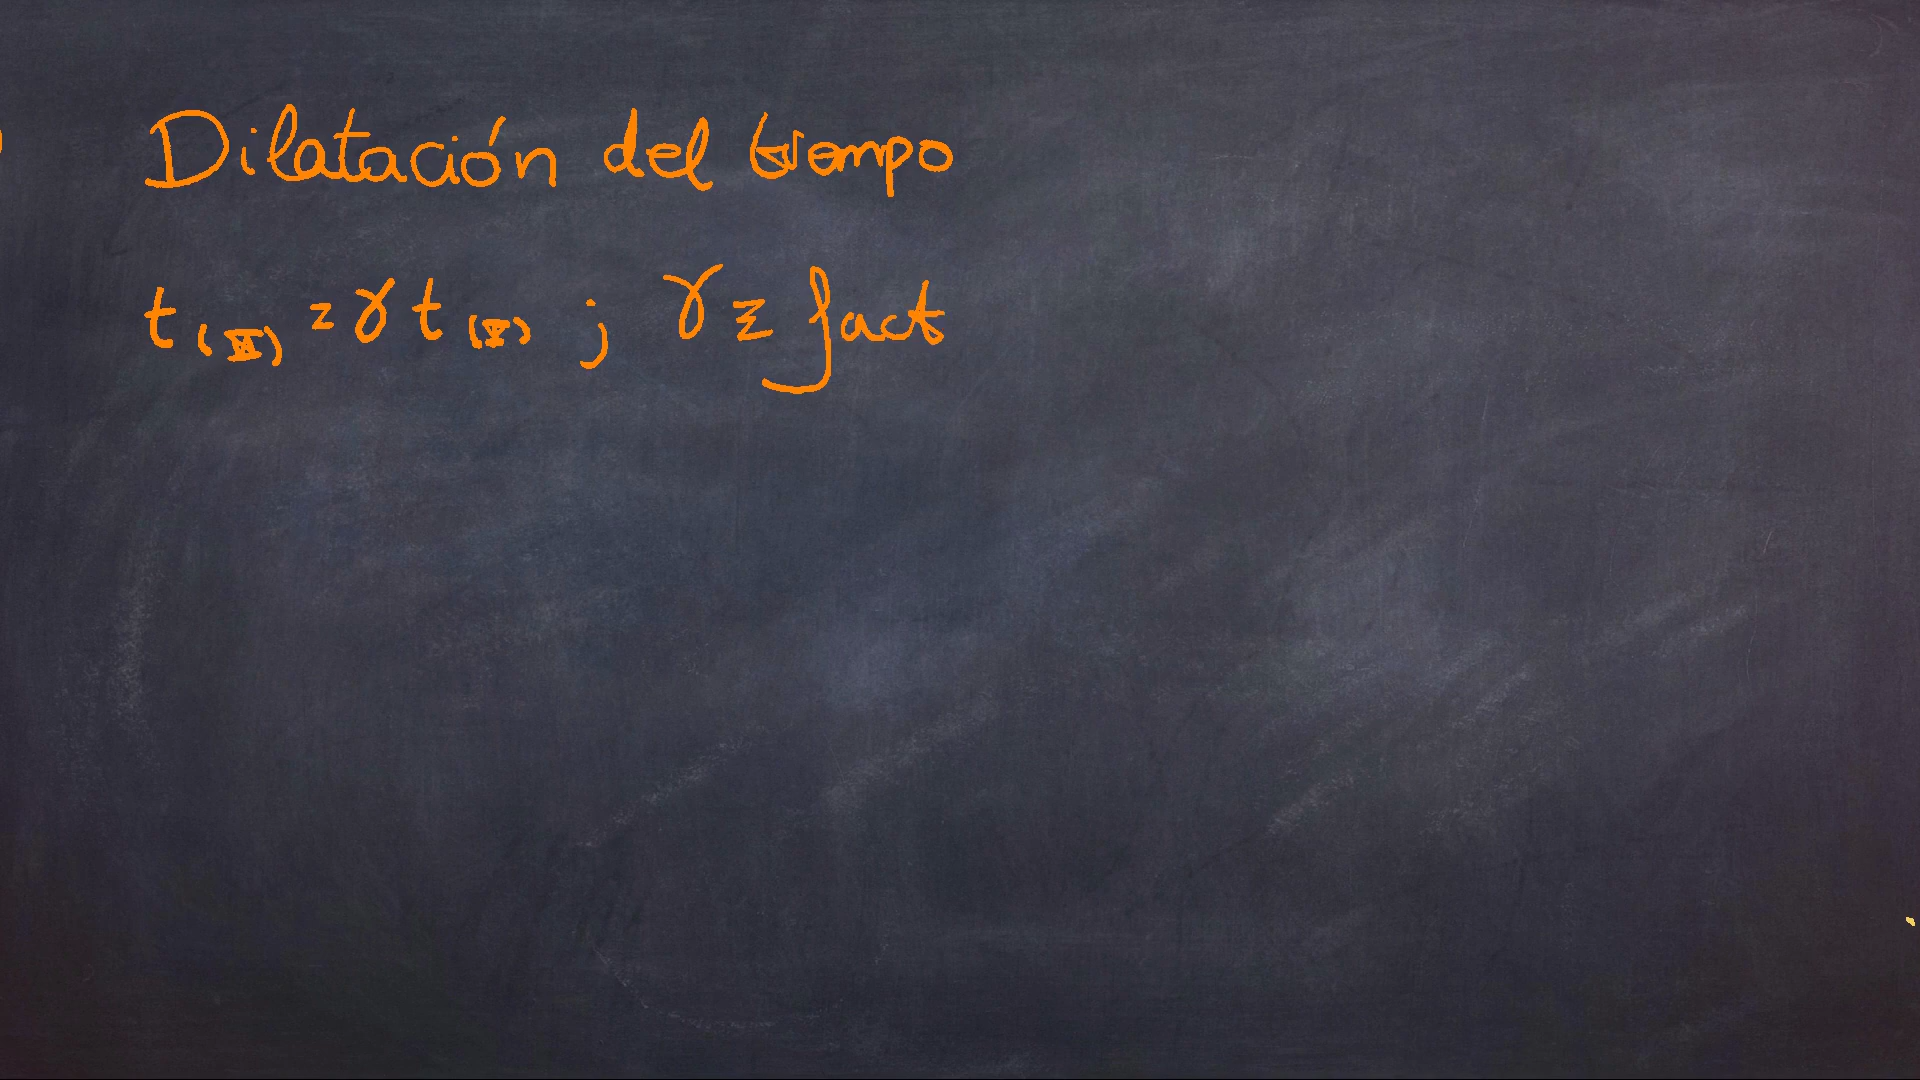 Dilatación del tiempo
t(II) = γ t(I) ; γ ≡ fact